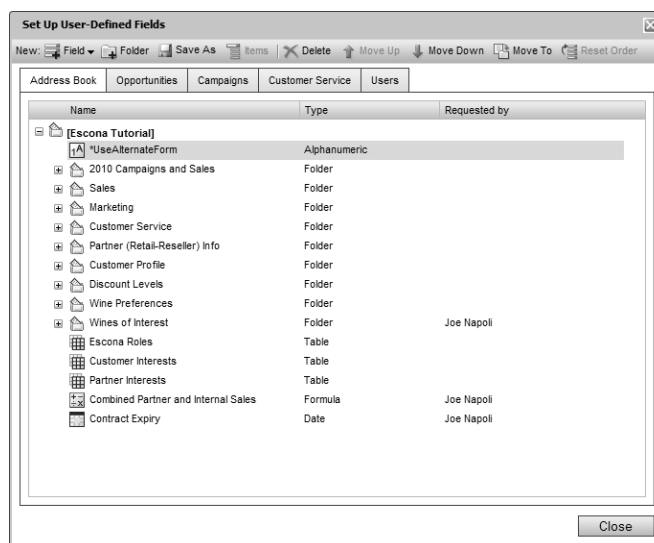 Set Up User-Defined Fields
New: Field Folder Save As Items Delete Move Up Move Down Move To Reset Order
Address Book Opportunities Campaigns Customer Service Users
Name Type Requested by
[Escona Tutorial]
*UseAlternateForm Alphanumeric
2010 Campaigns and Sales Folder
Sales Folder
Marketing Folder
Customer Service Folder
Partner (Retail-Reseller) Info Folder
Customer Profile Folder
Discount Levels Folder
Wine Preferences Folder
Wines of Interest Folder Joe Napoli
Escona Roles Table
Customer Interests Table
Partner Interests Table
Combined Partner and Internal Sales Formula Joe Napoli
Contract Expiry Date Joe Napoli
Close